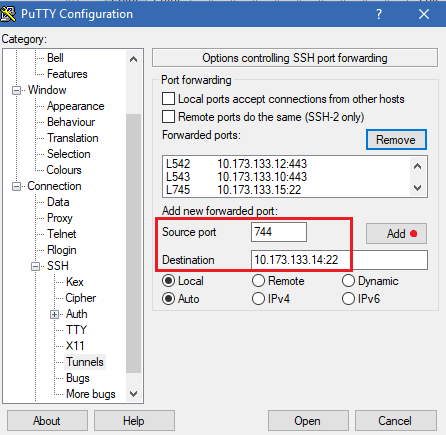 PuTTY Configuration
?
Category:
Bell
Features
Window
Appearance
Behaviour
Translation
Selection
Colours
Connection
Data
Proxy
Telnet
Rlogin
SSH
Kex
Cipher
Auth
TTY
X11
Tunnels
Bugs
More bugs
Options controlling SSH port forwarding
Port forwarding
Local ports accept connections from other hosts
Remote ports do the same (SSH-2 only)
Forwarded ports:
Remove
L542 10.173.133.12:443
L543 10.173.133.10:443
L745 10.173.133.15:22
Add new forwarded port:
Source port 744 Add
Destination 10.173.133.14:22
Local Remote Dynamic
Auto IPv4 IPv6
About Help Open Cancel